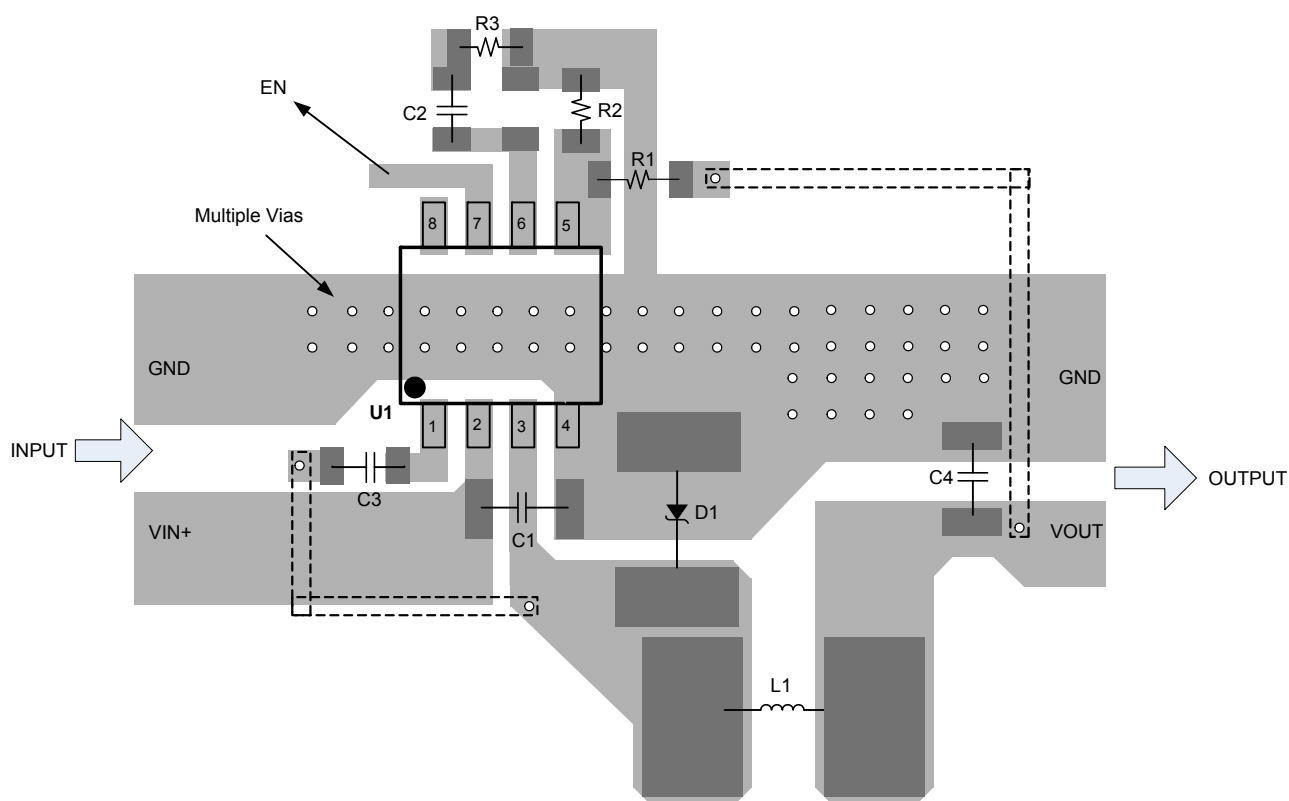 R3
EN
C2
R2
R1
Multiple Vias
8
7
6
5
GND
GND
U1
1
2
3
4
INPUT
C3
C4
OUTPUT
VIN+
C1
D1
VOUT
L1